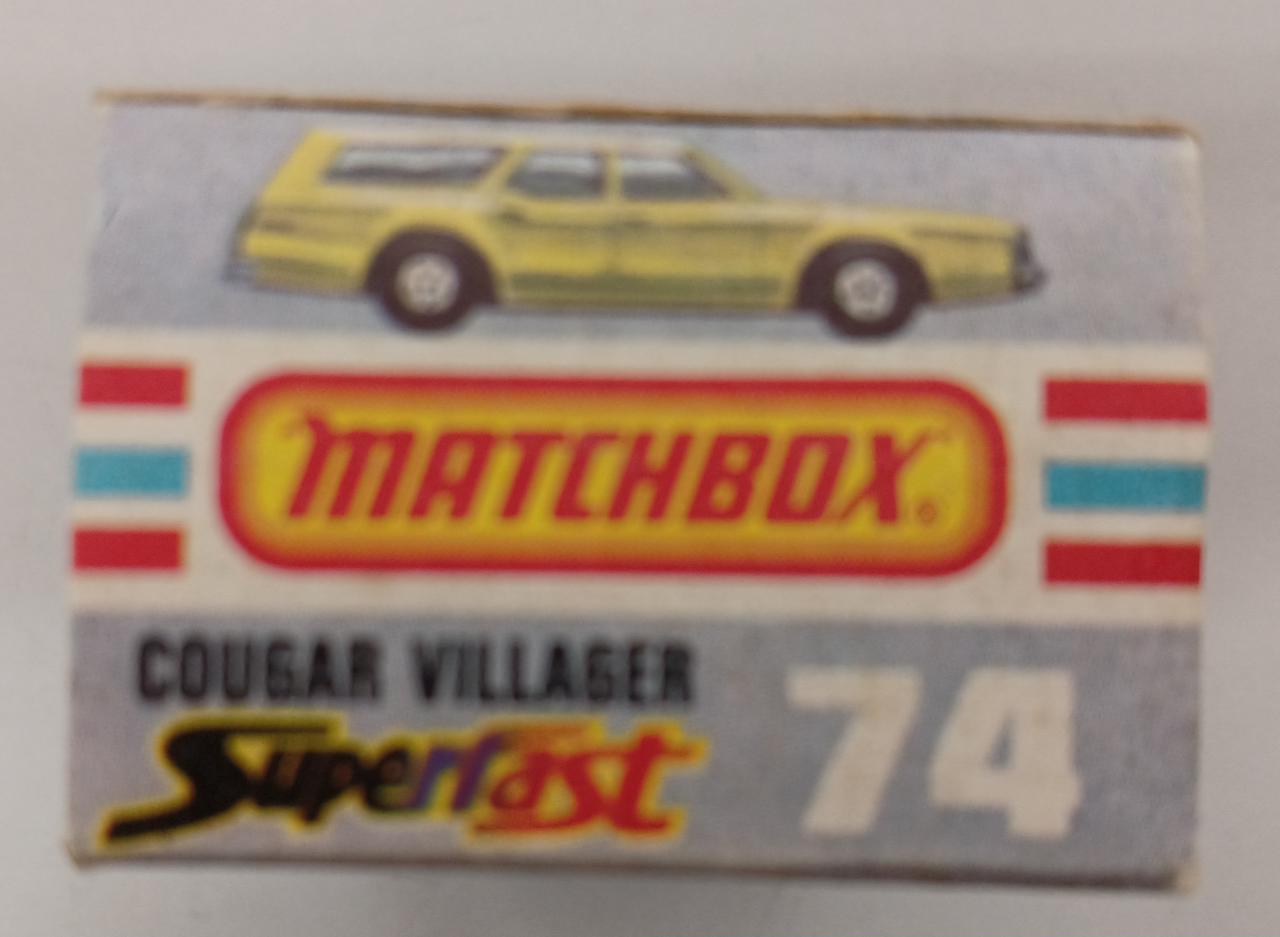 MATCHBOX®
COUGAR VILLAGER
Superfast
74